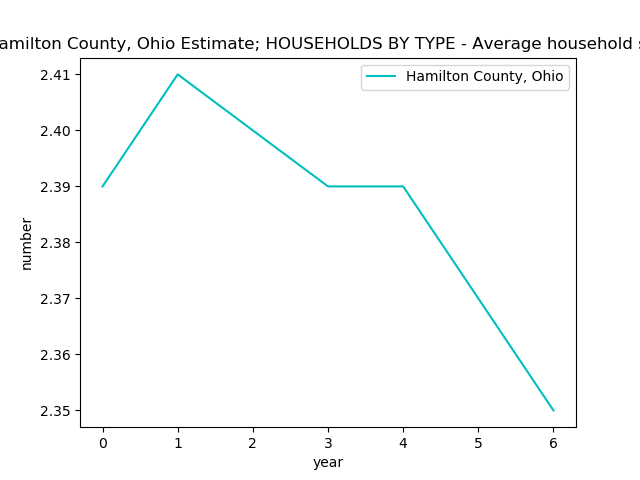 amilton County, Ohio Estimate; HOUSEHOLDS BY TYPE - Average household s
Hamilton County, Ohio
2.41
2.40
2.39
2.38
2.37
2.36
2.35
number
0 1 2 3 4 5 6
year